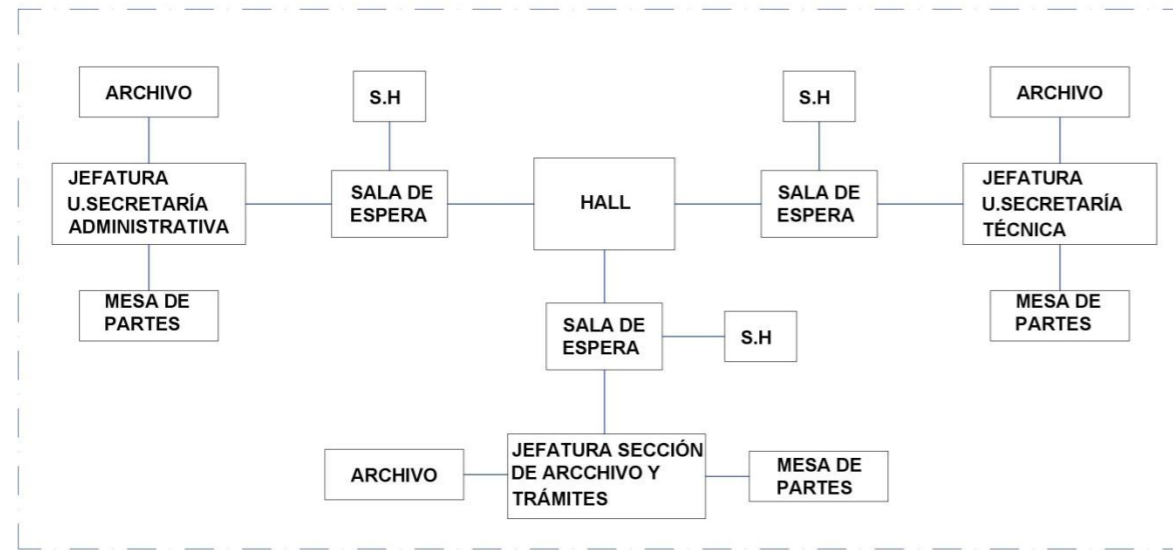 ARCHIVO
S.H
S.H
ARCHIVO
JEFATURA
U.SECRETARÍA
ADMINISTRATIVA
SALA DE
ESPERA
HALL
SALA DE
ESPERA
JEFATURA
U.SECRETARÍA
TÉCNICA
MESA DE
PARTES
SALA DE
ESPERA
S.H
MESA DE
PARTES
ARCHIVO
JEFATURA SECCIÓN
DE ARCCHIVO Y
TRÁMITES
MESA DE
PARTES